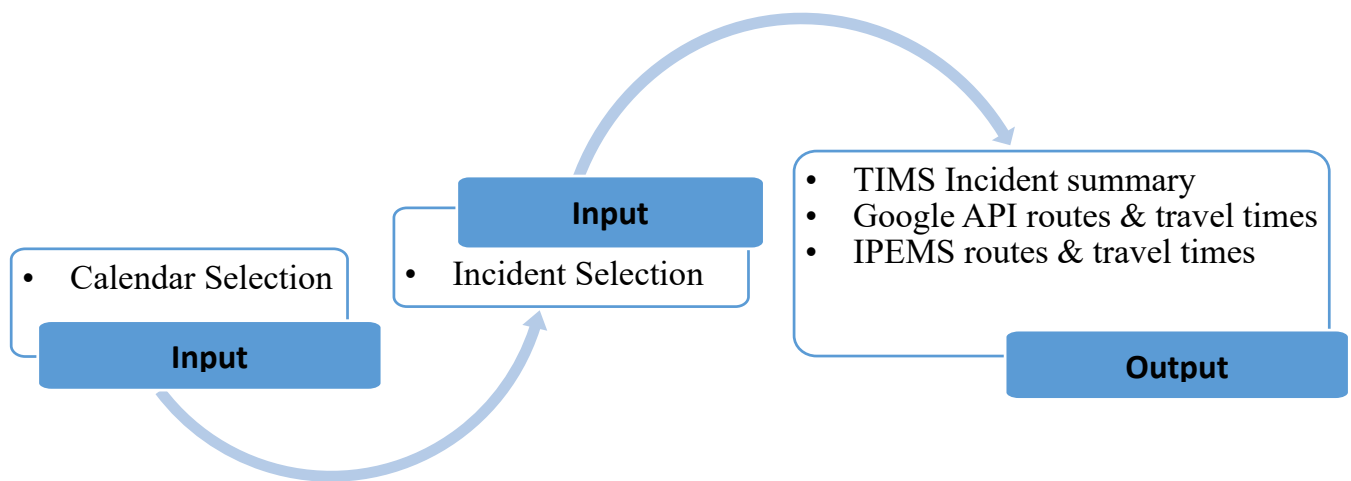 • Calendar Selection
Input
Input
• Incident Selection
• TIMS Incident summary
• Google API routes & travel times
• IPEMS routes & travel times
Output